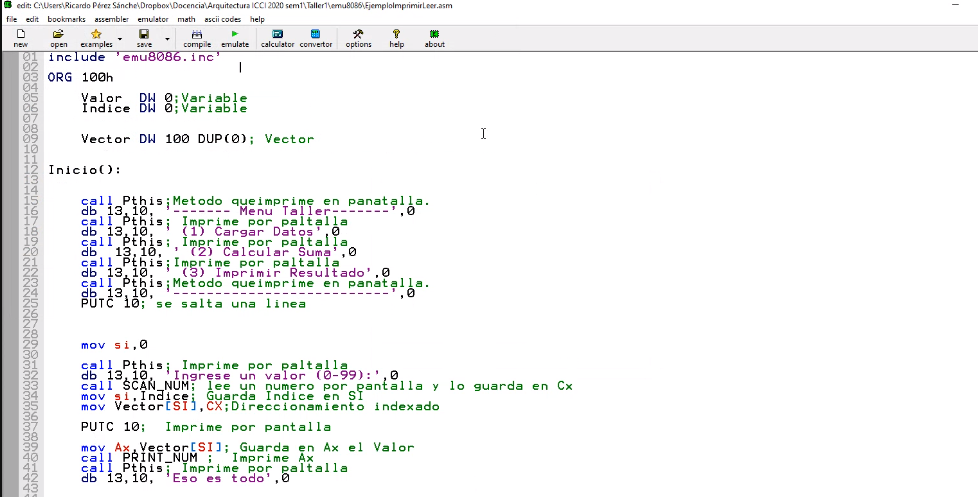 edit: C:\Users\Ricardo Pérez Sánche\Dropbox\Docencia\Arquitectura ICCI 2020 sem1\Taller1\emu8086\EjemploImprimirLeer.asm
file edit bookmarks assembler emulator math ascii codes help
new open examples save compile emulate calculator convertor options help about
01 include 'emu8086.inc'
02
03 ORG 100h
04
05 Valor DW 0;Variable
06 Indice DW 0;Variable
07
08
09 Vector DW 100 DUP(0); Vector
10
11
12 Inicio():
13
14
15 call Pthis;Metodo queimprime en panatalla.
16 db 13,10, '------- Menu Taller-------',0
17 call Pthis; Imprime por paltalla
18 db 13,10, ' (1) Cargar Datos',0
19 call Pthis; Imprime por paltalla
20 db 13,10, ' (2) Calcular Suma',0
21 call Pthis;Imprime por paltalla
22 db 13,10, ' (3) Imprimir Resultado',0
23 call Pthis;Metodo queimprime en panatalla.
24 db 13,10, '--------------------------',0
25 PUTC 10; se salta una linea
26
27
28
29 mov si,0
30
31 call Pthis; Imprime por paltalla
32 db 13,10, 'Ingrese un valor (0-99):',0
33 call SCAN_NUM; lee un numero por pantalla y lo guarda en Cx
34 mov si,Indice; Guarda Indice en SI
35 mov Vector[SI],CX;Direccionamiento indexado
36
37 PUTC 10; Imprime por pantalla
38
39 mov Ax,Vector[SI]; Guarda en Ax el Valor
40 call PRINT_NUM ; Imprime Ax
41 call Pthis; Imprime por paltalla
42 db 13,10, 'Eso es todo',0
43